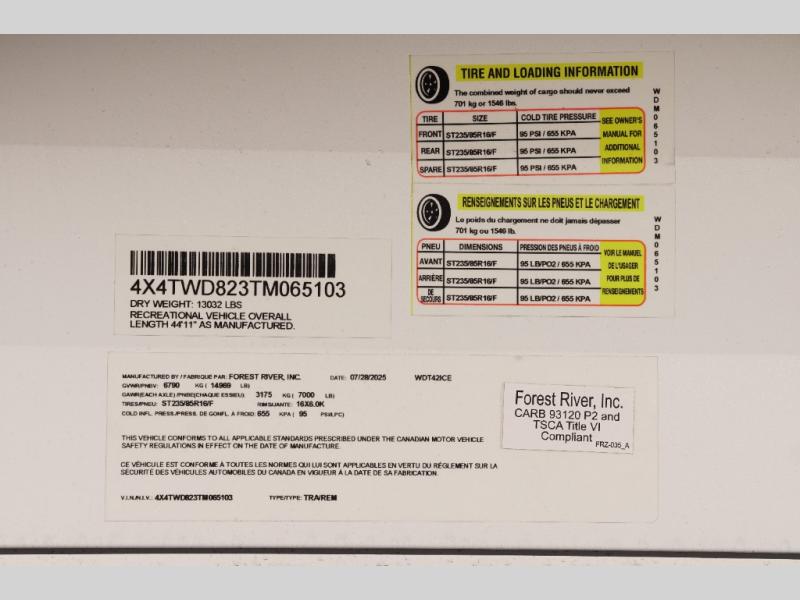 TIRE AND LOADING INFORMATION
The combined weight of cargo should never exceed
701 kg or 1546 lbs.
TIRE SIZE COLD TIRE PRESSURE
FRONT ST235/85R16/F 95 PSI / 655 KPA
REAR ST235/85R16/F 95 PSI / 655 KPA
SPARE ST235/85R16/F 95 PSI / 655 KPA
SEE OWNER'S
MANUAL FOR
ADDITIONAL
INFORMATION
WDM065103
RENSEIGNEMENTS SUR LES PNEUS ET LE CHARGEMENT
Le poids du chargement ne doit jamais dépasser
701 kg ou 1546 lb.
PNEU DIMENSIONS PRESSION DES PNEUS À FROID
AVANT ST235/85R16/F 95 LB/PO2 / 655 KPA
ARRIÈRE ST235/85R16/F 95 LB/PO2 / 655 KPA
DE SECOURS ST235/85R16/F 95 LB/PO2 / 655 KPA
VOIR LE MANUEL
DE L'USAGER
POUR PLUS DE
RENSEIGNEMENTS
WDM065103
4X4TWD823TM065103
DRY WEIGHT: 13032 LBS
RECREATIONAL VEHICLE OVERALL
LENGTH 44'11" AS MANUFACTURED.
MANUFACTURED BY / FABRIQUE PAR: FOREST RIVER, INC. DATE: 07/28/2025 WDT42ICE
GVWR/PNBV: 6790 KG ( 14969 LB)
GAWR(EACH AXLE) /PNBE(CHAQUE ESSIEU): 3175 KG ( 7000 LB)
TIRES/PNEU: ST235/85R16/F RIM/JANTE: 16X6.0K
COLD INFL. PRESS./PRESS. DE GONFL. À FROID: 655 KPA ( 95 PSI/LPC)
THIS VEHICLE CONFORMS TO ALL APPLICABLE STANDARDS PRESCRIBED UNDER THE CANADIAN MOTOR VEHICLE
SAFETY REGULATIONS IN EFFECT ON THE DATE OF MANUFACTURE.
CE VÉHICULE EST CONFORME À TOUTES LES NORMES QUI LUI SONT APPLICABLES EN VERTU DU RÈGLEMENT SUR LA
SÉCURITÉ DES VÉHICULES AUTOMOBILES DU CANADA EN VIGUEUR À LA DATE DE SA FABRICATION.
V.I.N./N.I.V.: 4X4TWD823TM065103 TYPE/TYPE: TRA/REM
Forest River, Inc.
CARB 93120 P2 and
TSCA Title VI
Compliant
FRZ-035_A